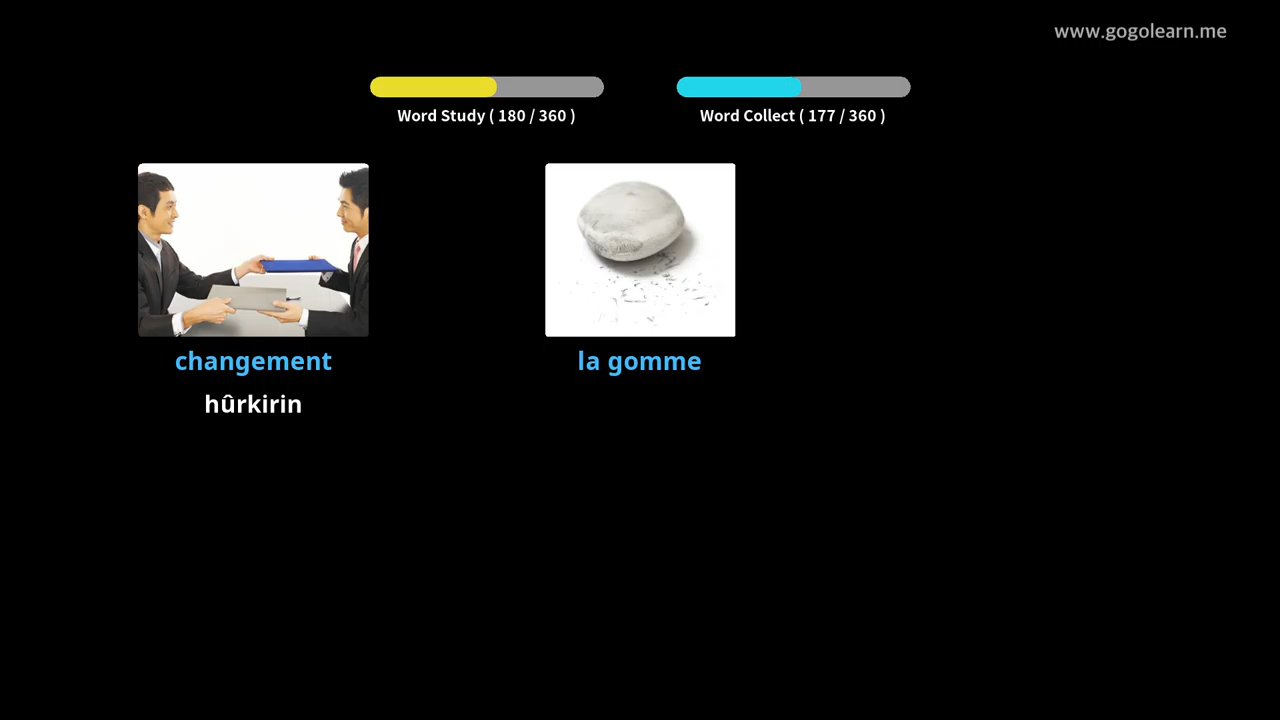 www.gogolearn.me
Word Study ( 180 / 360 )
Word Collect ( 177 / 360 )
changement
la gomme
hûrkirin